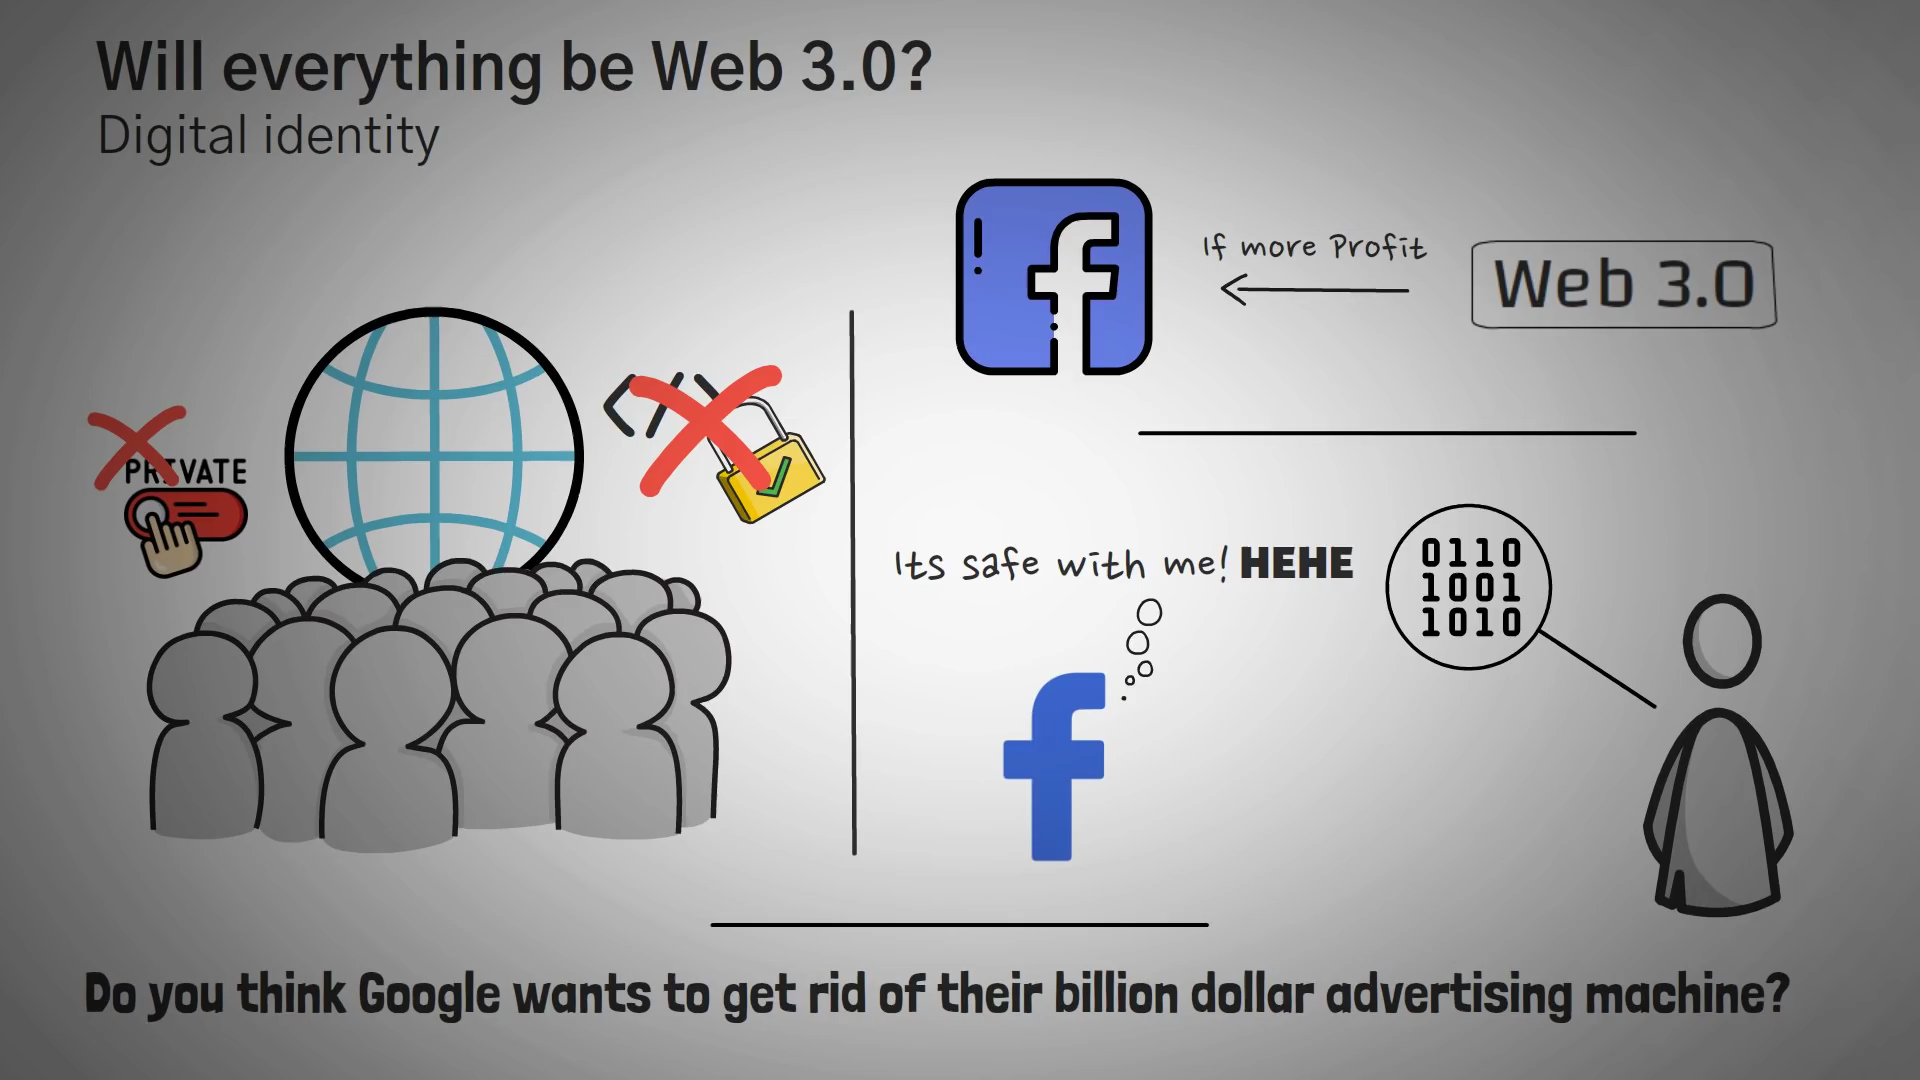 Will everything be Web 3.0?
Digital identity
If more Profit
Web 3.0
PRIVATE
</>
Its safe with me! HEHE
0110
1001
1010
Do you think Google wants to get rid of their billion dollar advertising machine?